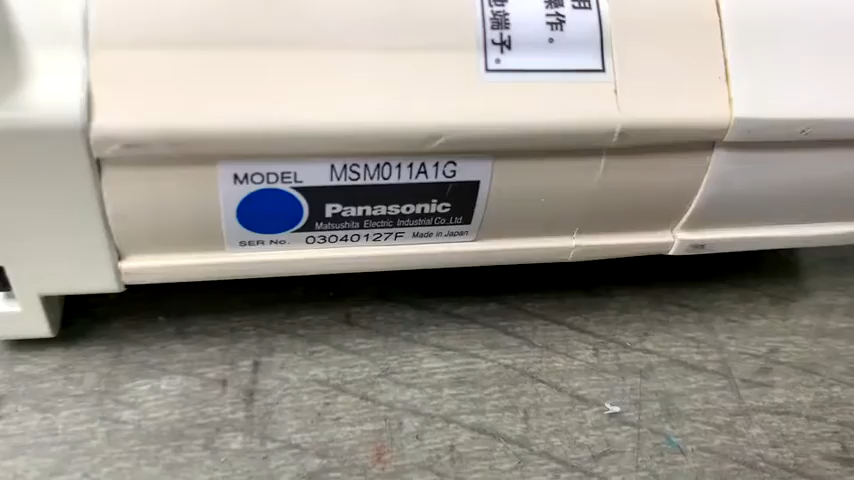 用
操作。
地端子。
MODEL MSM011A1G
Panasonic
Matsushita Electric Industrial Co.,Ltd.
SER No. 03040127F Made in Japan